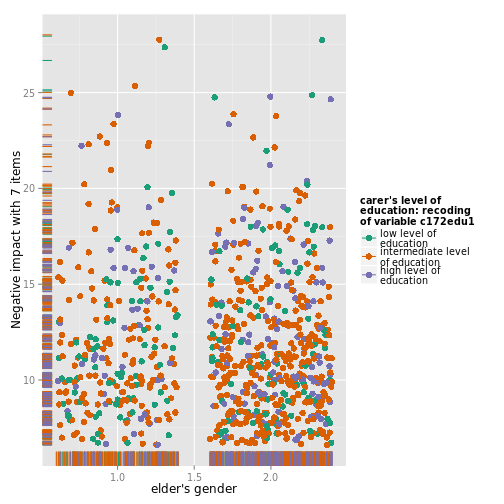 Negative impact with 7 items
25
20
15
10
1.0
1.5
2.0
elder's gender
carer's level of
education: recoding
of variable c172edu1
low level of
education
intermediate level
of education
high level of
education